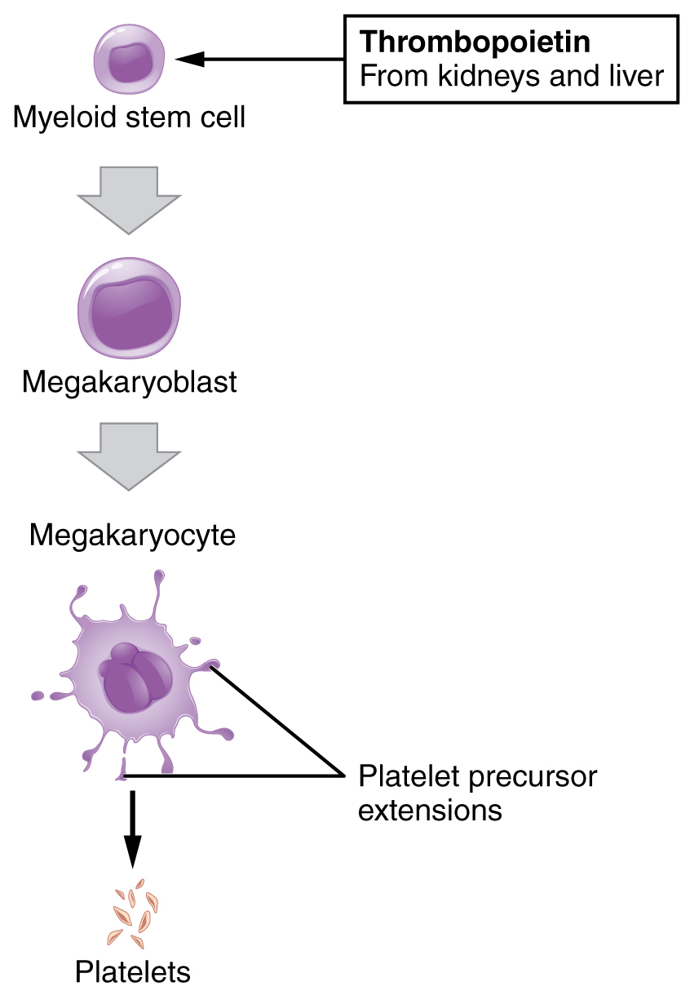 Thrombopoietin
From kidneys and liver
Myeloid stem cell
Megakaryoblast
Megakaryocyte
Platelet precursor
extensions
Platelets